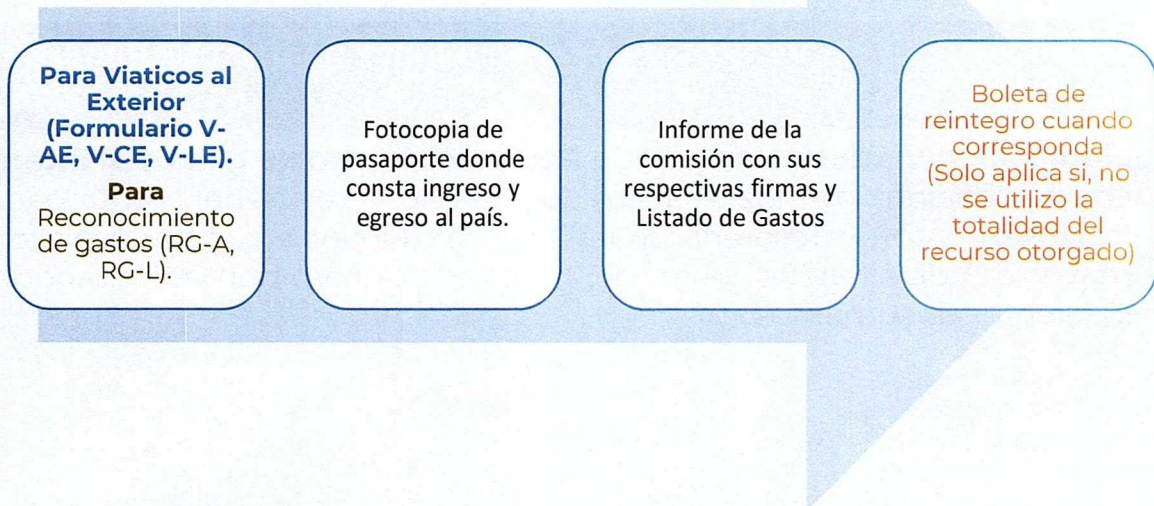 Para Viaticos al
Exterior
(Formulario V-
AE, V-CE, V-LE).
Para
Reconocimiento
de gastos (RG-A,
RG-L).
Fotocopia de
pasaporte donde
consta ingreso y
egreso al país.
Informe de la
comisión con sus
respectivas firmas y
Listado de Gastos
Boleta de
reintegro cuando
corresponda
(Solo aplica si, no
se utilizo la
totalidad del
recurso otorgado)